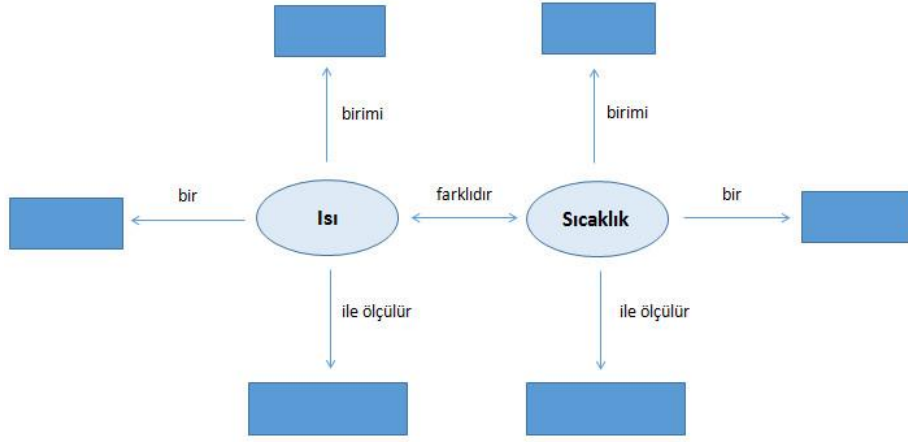 birimi
birimi
bir
farklıdır
bir
Isı
Sıcaklık
ile ölçülür
ile ölçülür